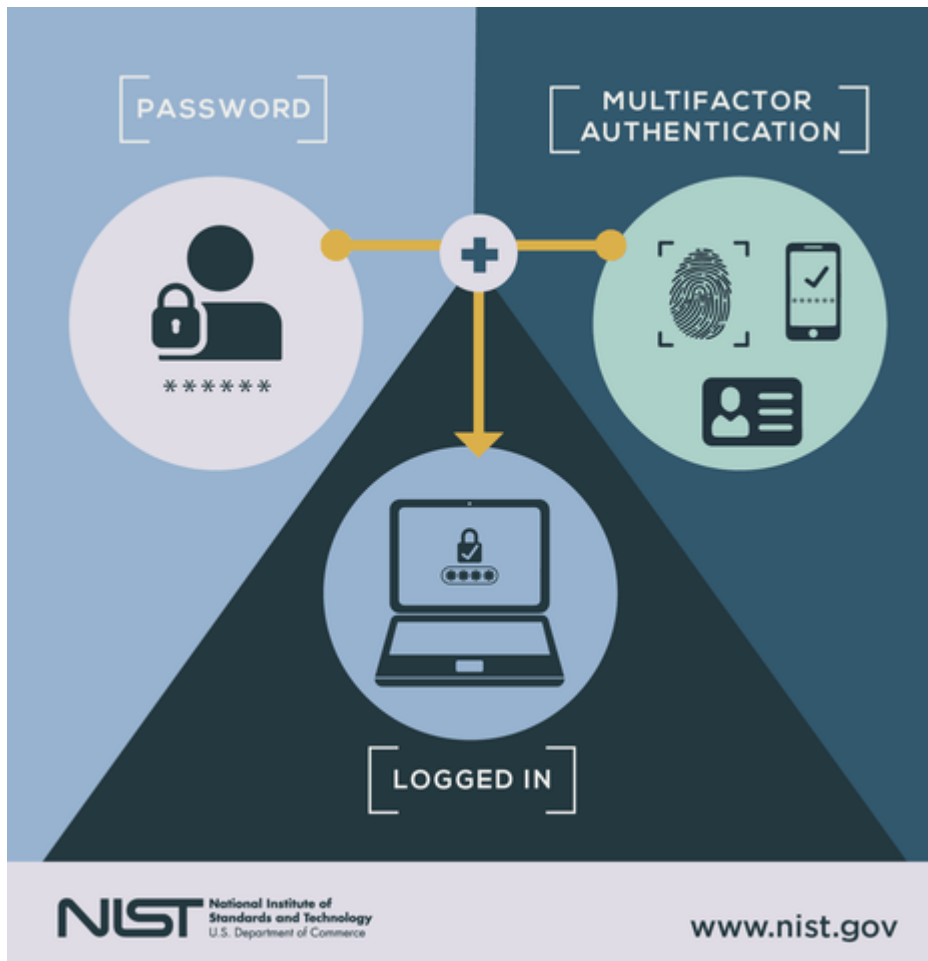 PASSWORD
MULTIFACTOR
AUTHENTICATION
******
LOGGED IN
NIST
National Institute of
Standards and Technology
U.S. Department of Commerce
www.nist.gov